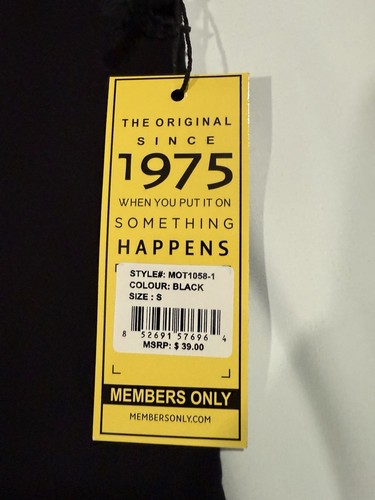 THE ORIGINAL
SINCE
1975
WHEN YOU PUT IT ON
SOMETHING
HAPPENS
STYLE#: MOT1058-1
COLOUR: BLACK
SIZE : S
8 52691 57696 4
MSRP: $ 39.00
MEMBERS ONLY
MEMBERSONLY.COM